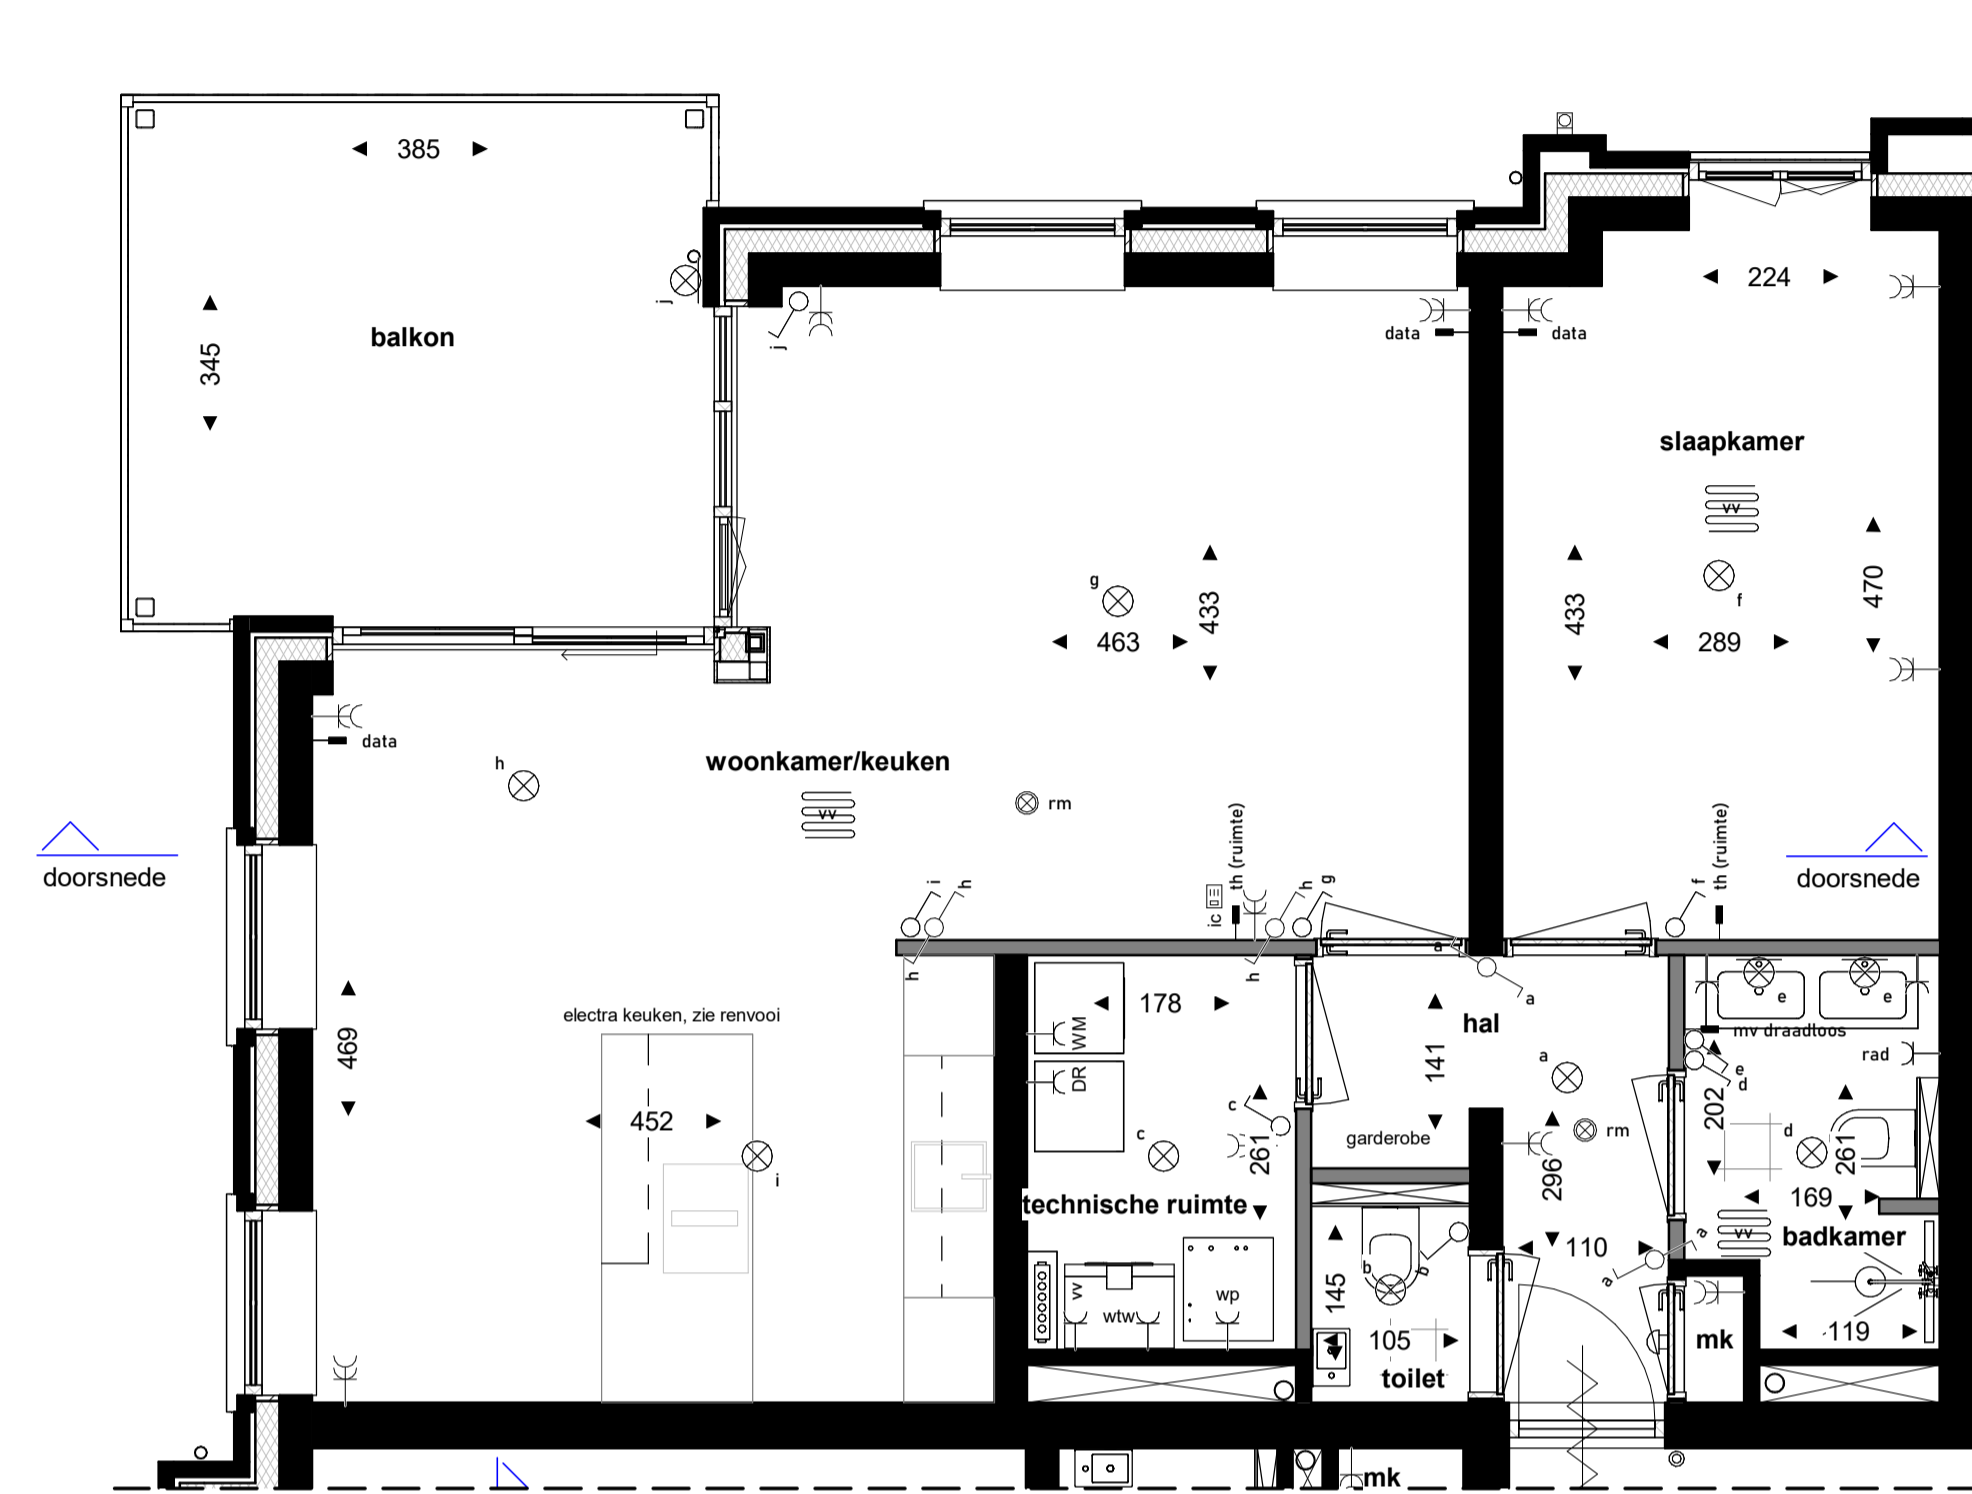 385
j
j
345
balkon
224
data
data
slaapkamer
vv
g
433
463
f
433
470
289
data
woonkamer/keuken
h
vv
rm
th (ruimte)
th (ruimte)
doorsnede
doorsnede
i
h
ic
h
g
f
h
h
a
a
e
e
178
WM
hal
mv draadloos
electra keuken, zie renvooi
469
141
a
rad
e
d
DR
202
452
c
c
261
garderobe
rm
d
261
i
296
169
technische ruimte
110
a
a
vv
badkamer
b
b
145
vv
wtw
wp
105
mk
119
toilet
mk